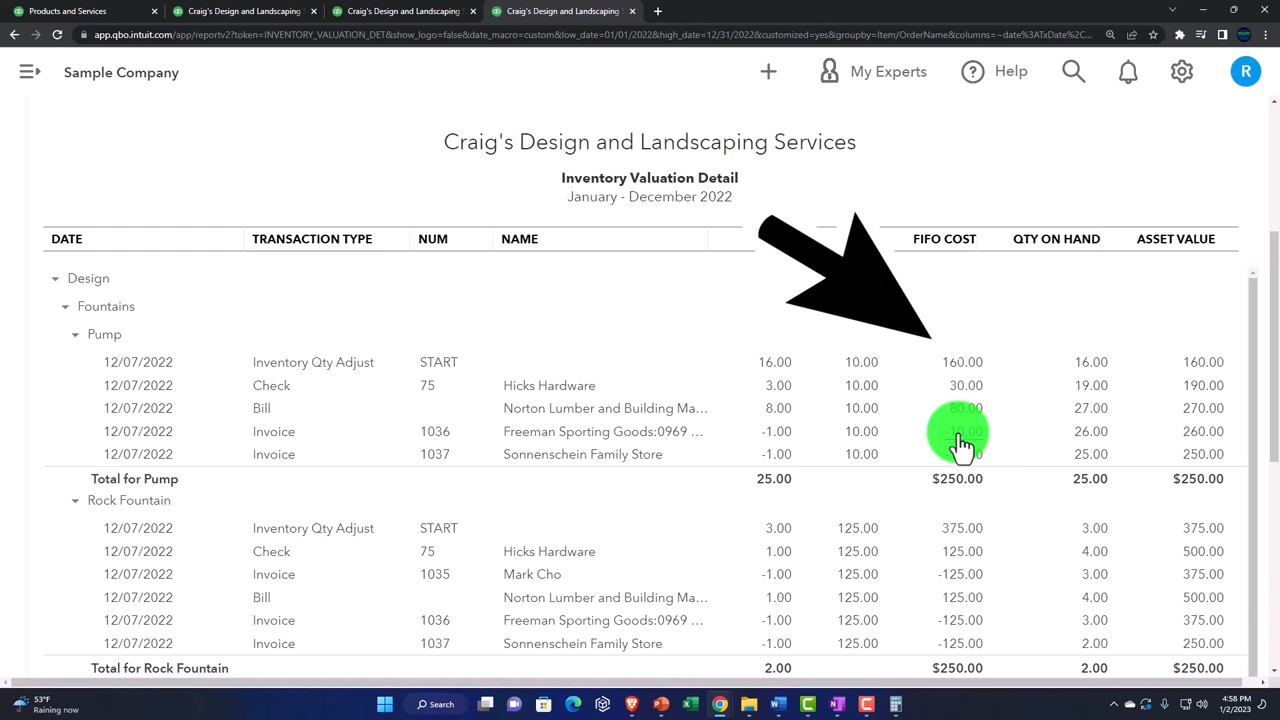 Products and Services
Craig's Design and Landscaping S
Craig's Design and Landscaping S
Craig's Design and Landscaping S
app.qbo.intuit.com/app/reportv2?token=INVENTORY_VALUATION_DET&show_logo=false&date_macro=custom&low_date=01/01/2022&high_date=12/31/2022&customized=yes&groupby=Item/OrderName&columns=~date%3ATxDate%2C...
Sample Company
My Experts
Help
R
Craig's Design and Landscaping Services
Inventory Valuation Detail
January - December 2022
DATE TRANSACTION TYPE NUM NAME FIFO COST QTY ON HAND ASSET VALUE
Design
Fountains
Pump
12/07/2022 Inventory Qty Adjust START 16.00 10.00 160.00 16.00 160.00
12/07/2022 Check 75 Hicks Hardware 3.00 10.00 30.00 19.00 190.00
12/07/2022 Bill Norton Lumber and Building Ma... 8.00 10.00 80.00 27.00 270.00
12/07/2022 Invoice 1036 Freeman Sporting Goods:0969 ... -1.00 10.00 -10.00 26.00 260.00
12/07/2022 Invoice 1037 Sonnenschein Family Store -1.00 10.00 25.00 250.00
Total for Pump 25.00 $250.00 25.00 $250.00
Rock Fountain
12/07/2022 Inventory Qty Adjust START 3.00 125.00 375.00 3.00 375.00
12/07/2022 Check 75 Hicks Hardware 1.00 125.00 125.00 4.00 500.00
12/07/2022 Invoice 1035 Mark Cho -1.00 125.00 -125.00 3.00 375.00
12/07/2022 Bill Norton Lumber and Building Ma... 1.00 125.00 125.00 4.00 500.00
12/07/2022 Invoice 1036 Freeman Sporting Goods:0969 ... -1.00 125.00 -125.00 3.00 375.00
12/07/2022 Invoice 1037 Sonnenschein Family Store -1.00 125.00 -125.00 2.00 250.00
Total for Rock Fountain 2.00 $250.00 2.00 $250.00
53°F
Raining now
Search
4:58 PM
1/2/2023